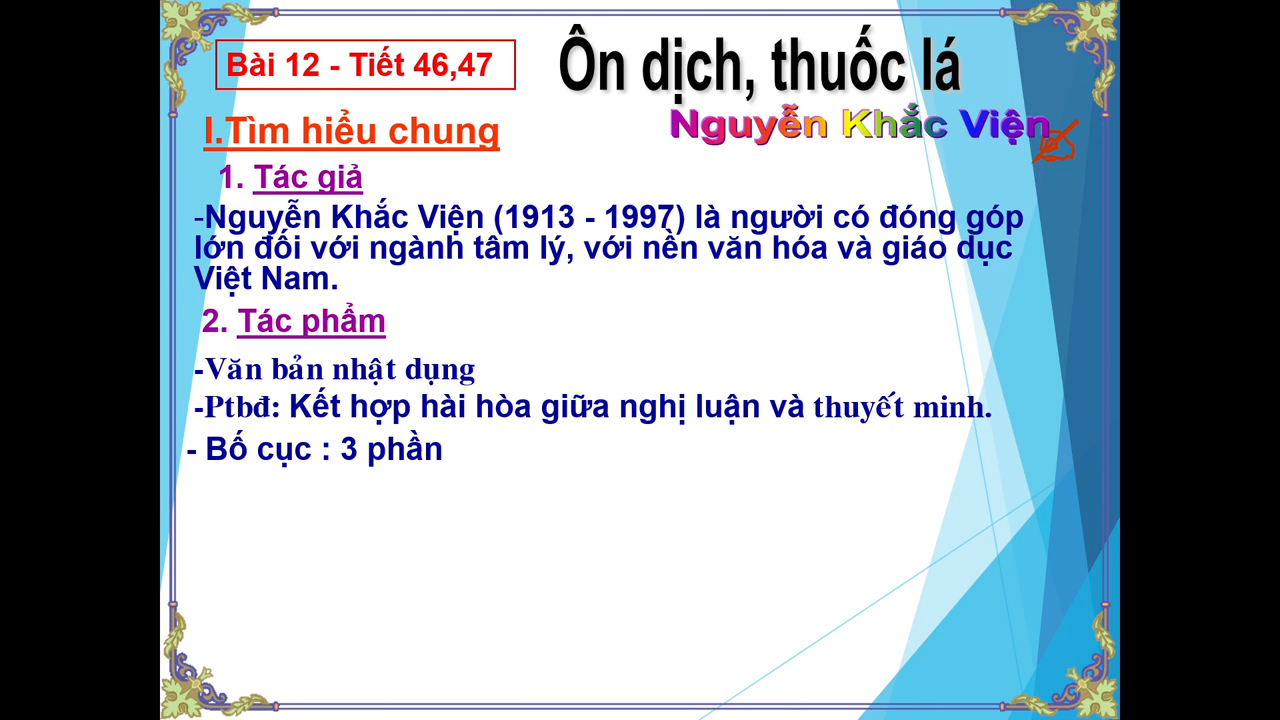 Bài 12 - Tiết 46,47
Ôn dịch, thuốc lá
Nguyễn Khắc Viện
I.Tìm hiểu chung
1. Tác giả
-Nguyễn Khắc Viện (1913 - 1997) là người có đóng góp
lớn đối với ngành tâm lý, với nền văn hóa và giáo dục
Việt Nam.
2. Tác phẩm
-Văn bản nhật dụng
-Ptbđ: Kết hợp hài hòa giữa nghị luận và thuyết minh.
- Bố cục : 3 phần